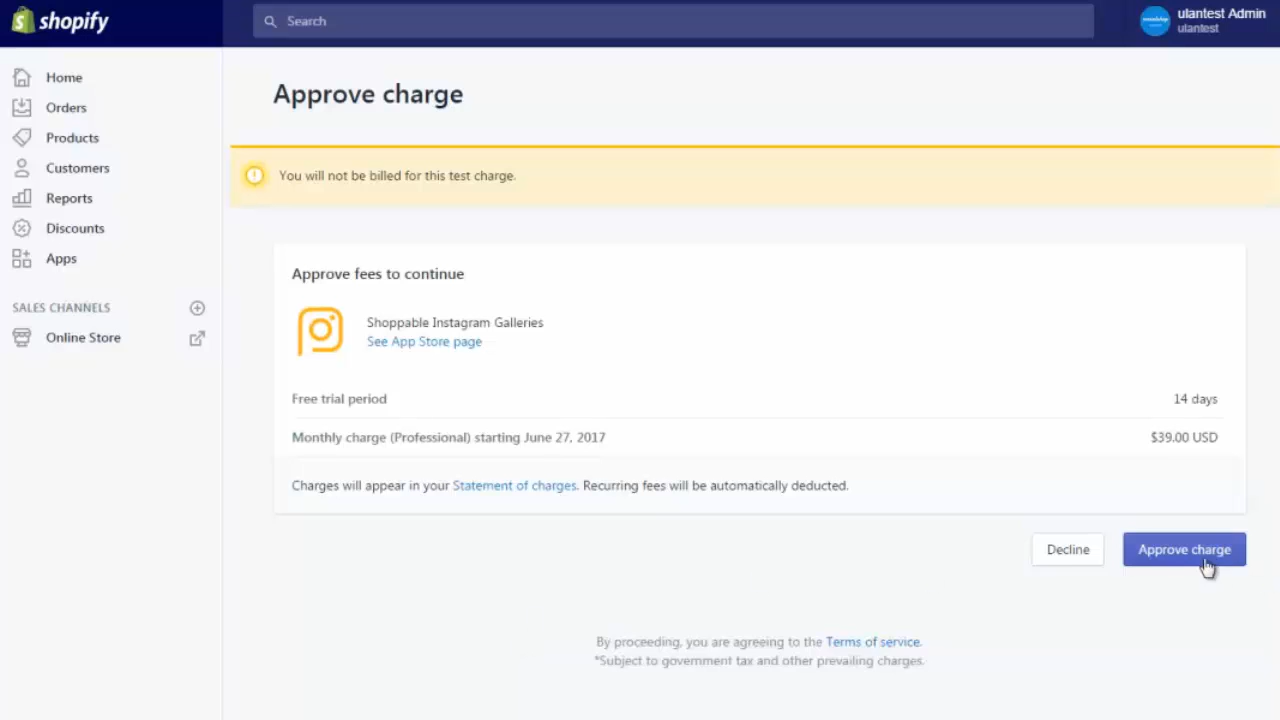 shopify
Search
ulantest Admin
ulantest
Home
Orders
Products
Customers
Reports
Discounts
Apps
SALES CHANNELS
Online Store
Approve charge
You will not be billed for this test charge.
Approve fees to continue
Shoppable Instagram Galleries
See App Store page
Free trial period 14 days
Monthly charge (Professional) starting June 27, 2017 $39.00 USD
Charges will appear in your Statement of charges. Recurring fees will be automatically deducted.
Decline
Approve charge
By proceeding, you are agreeing to the Terms of service.
*Subject to government tax and other prevailing charges.